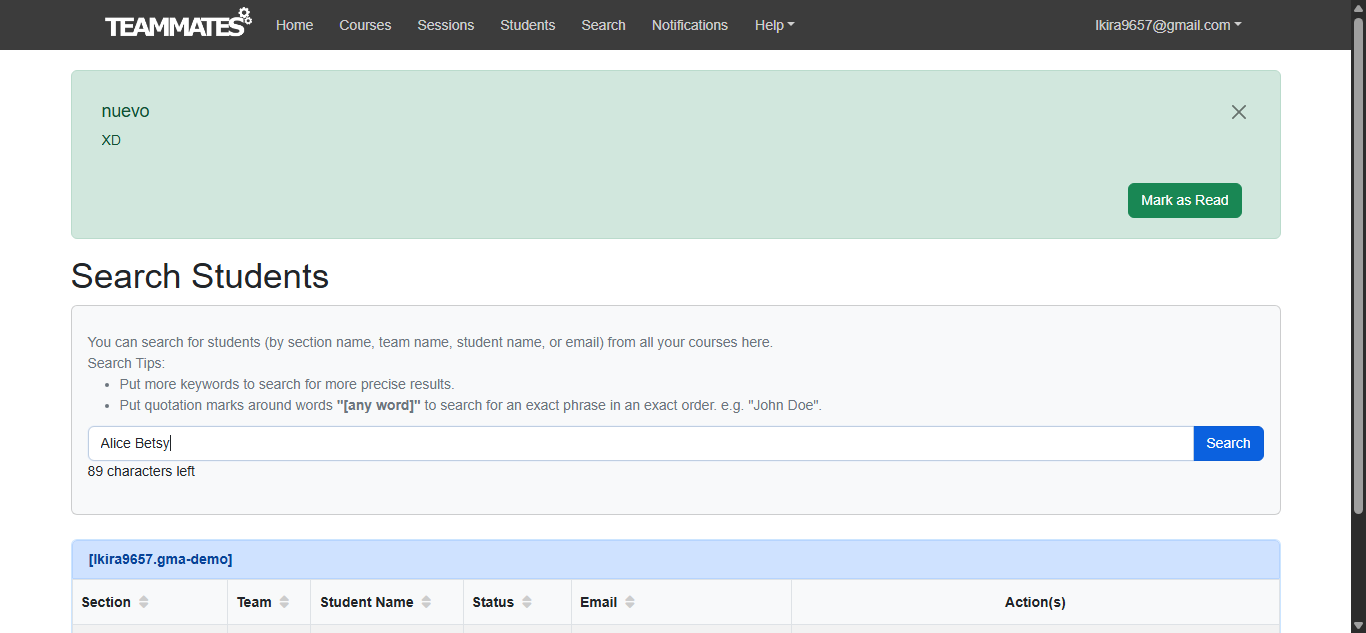 TEAMMATES Home Courses Sessions Students Search Notifications Help lkira9657@gmail.com
nuevo
XD
Mark as Read
Search Students
You can search for students (by section name, team name, student name, or email) from all your courses here.
Search Tips:
• Put more keywords to search for more precise results.
• Put quotation marks around words "[any word]" to search for an exact phrase in an exact order. e.g. "John Doe".
Alice Betsy Search
89 characters left
[lkira9657.gma-demo]
Section Team Student Name Status Email Action(s)